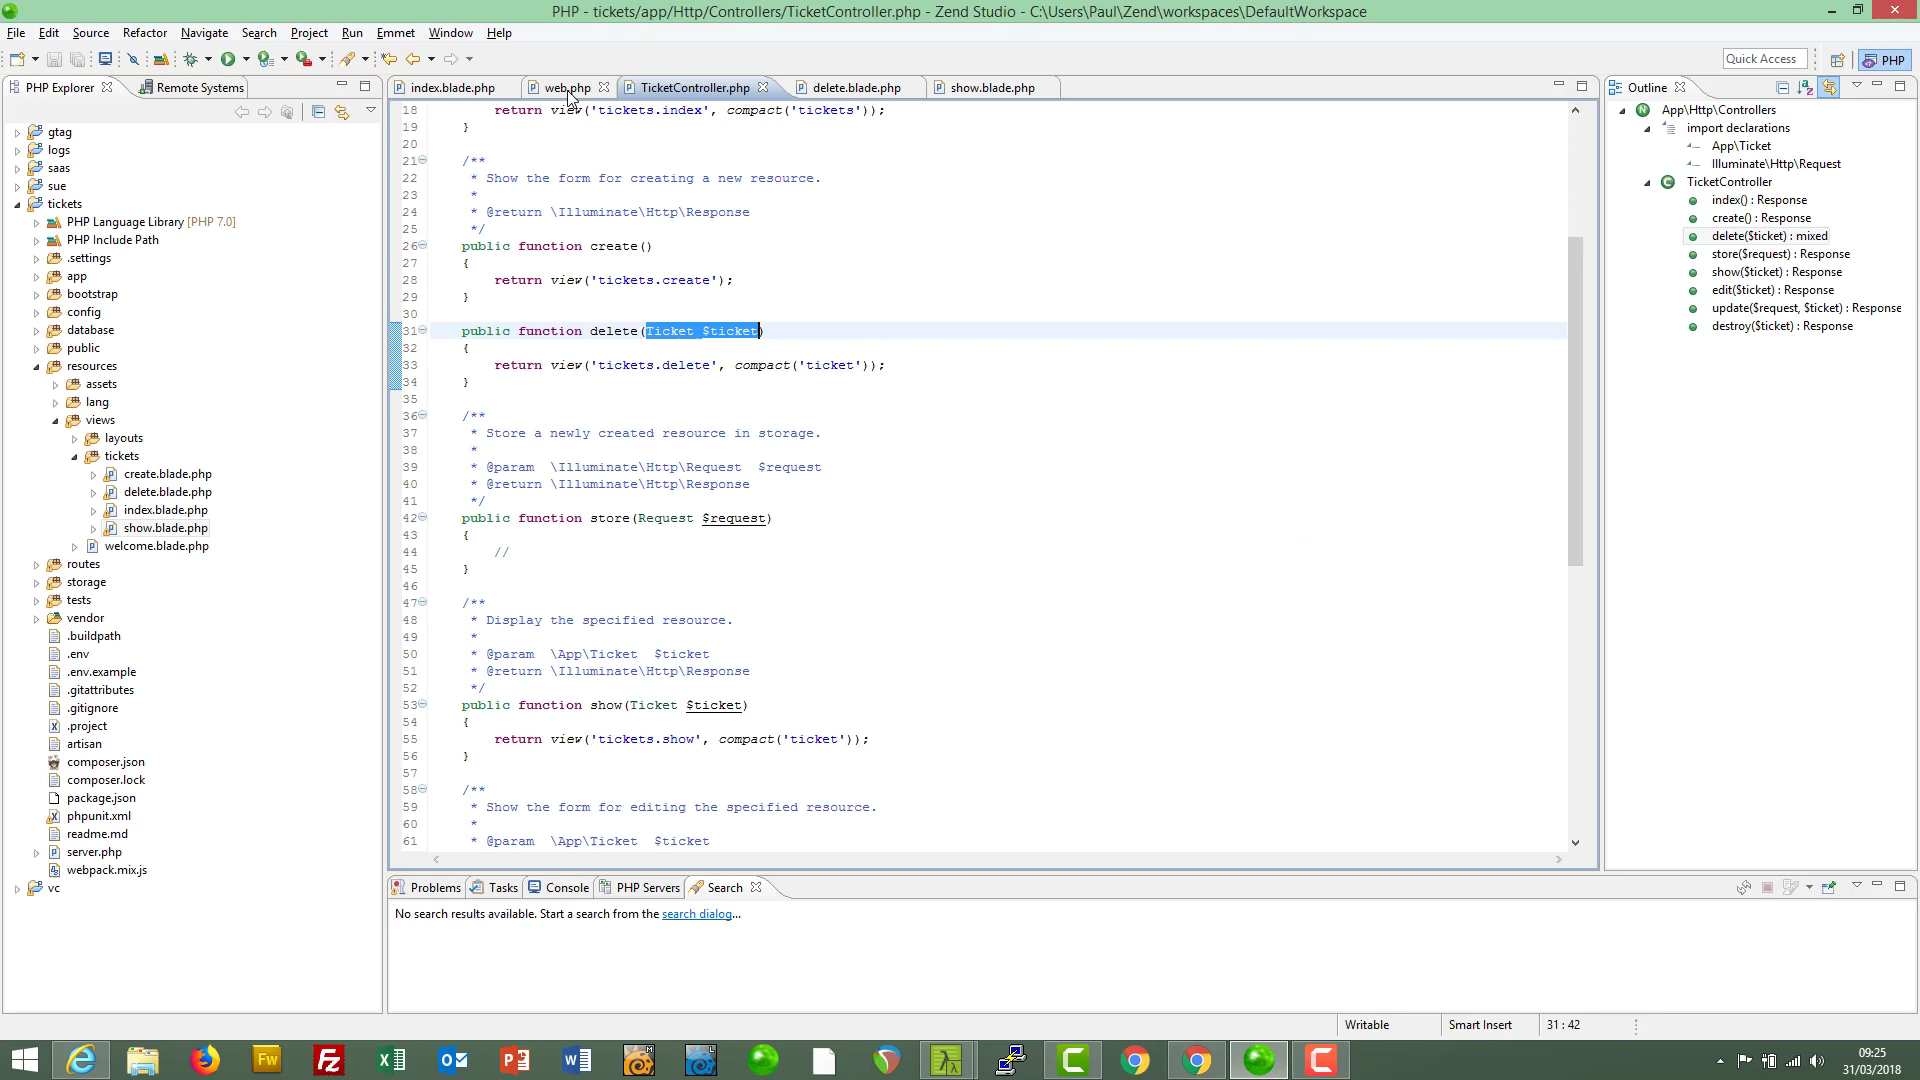 PHP - tickets/app/Http/Controllers/TicketController.php - Zend Studio - C:\Users\Paul\Zend\workspaces\DefaultWorkspace
File Edit Source Refactor Navigate Search Project Run Emmet Window Help
Quick Access PHP
PHP Explorer Remote Systems
index.blade.php web.php TicketController.php delete.blade.php show.blade.php
Outline
gtag
logs
saas
sue
tickets
PHP Language Library [PHP 7.0]
PHP Include Path
.settings
app
bootstrap
config
database
public
resources
assets
lang
views
layouts
tickets
create.blade.php
delete.blade.php
index.blade.php
show.blade.php
welcome.blade.php
routes
storage
tests
vendor
.buildpath
.env
.env.example
.gitattributes
.gitignore
.project
artisan
composer.json
composer.lock
package.json
phpunit.xml
readme.md
server.php
webpack.mix.js
vc
18 return view('tickets.index', compact('tickets'));
19 }
20
21 /**
22 * Show the form for creating a new resource.
23 *
24 * @return \Illuminate\Http\Response
25 */
26 public function create()
27 {
28 return view('tickets.create');
29 }
30
31 public function delete(Ticket $ticket)
32 {
33 return view('tickets.delete', compact('ticket'));
34 }
35
36 /**
37 * Store a newly created resource in storage.
38 *
39 * @param \Illuminate\Http\Request $request
40 * @return \Illuminate\Http\Response
41 */
42 public function store(Request $request)
43 {
44 //
45 }
46
47 /**
48 * Display the specified resource.
49 *
50 * @param \App\Ticket $ticket
51 * @return \Illuminate\Http\Response
52 */
53 public function show(Ticket $ticket)
54 {
55 return view('tickets.show', compact('ticket'));
56 }
57
58 /**
59 * Show the form for editing the specified resource.
60 *
61 * @param \App\Ticket $ticket
App\Http\Controllers
import declarations
App\Ticket
Illuminate\Http\Request
TicketController
index() : Response
create() : Response
delete($ticket) : mixed
store($request) : Response
show($ticket) : Response
edit($ticket) : Response
update($request, $ticket) : Response
destroy($ticket) : Response
Problems Tasks Console PHP Servers Search
No search results available. Start a search from the search dialog...
Writable Smart Insert 31 : 42
09:25
31/03/2018